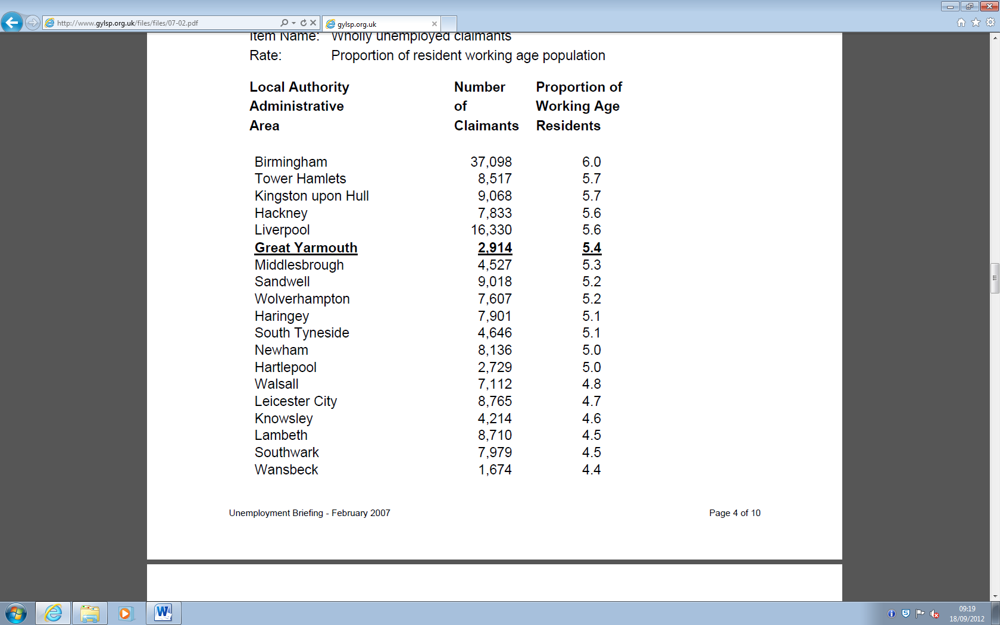 http://www.gylsp.org.uk/files/files/07-02.pdf
gylsp.org.uk
Item Name: Wholly unemployed claimants
Rate: Proportion of resident working age population
Local Authority Number Proportion of
Administrative of Working Age
Area Claimants Residents
Birmingham 37,098 6.0
Tower Hamlets 8,517 5.7
Kingston upon Hull 9,068 5.7
Hackney 7,833 5.6
Liverpool 16,330 5.6
Great Yarmouth 2,914 5.4
Middlesbrough 4,527 5.3
Sandwell 9,018 5.2
Wolverhampton 7,607 5.2
Haringey 7,901 5.1
South Tyneside 4,646 5.1
Newham 8,136 5.0
Hartlepool 2,729 5.0
Walsall 7,112 4.8
Leicester City 8,765 4.7
Knowsley 4,214 4.6
Lambeth 8,710 4.5
Southwark 7,979 4.5
Wansbeck 1,674 4.4
Unemployment Briefing - February 2007 Page 4 of 10
09:19
18/09/2012